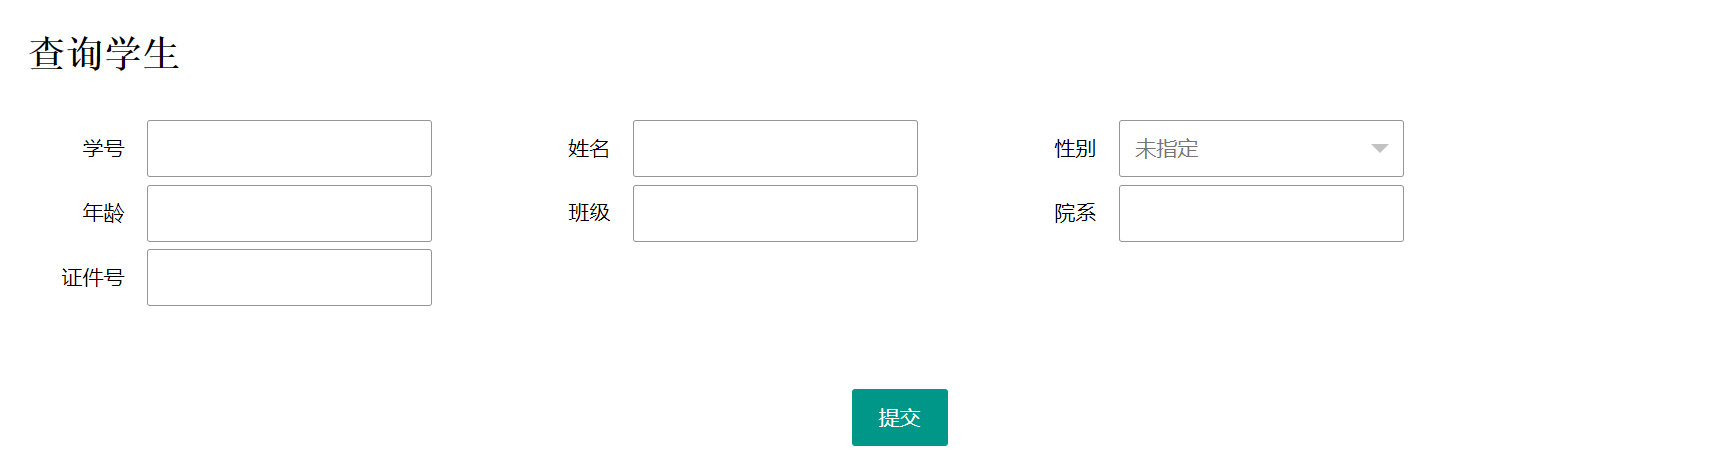 查询学生
学号 姓名 性别 未指定
年龄 班级 院系
证件号
提交